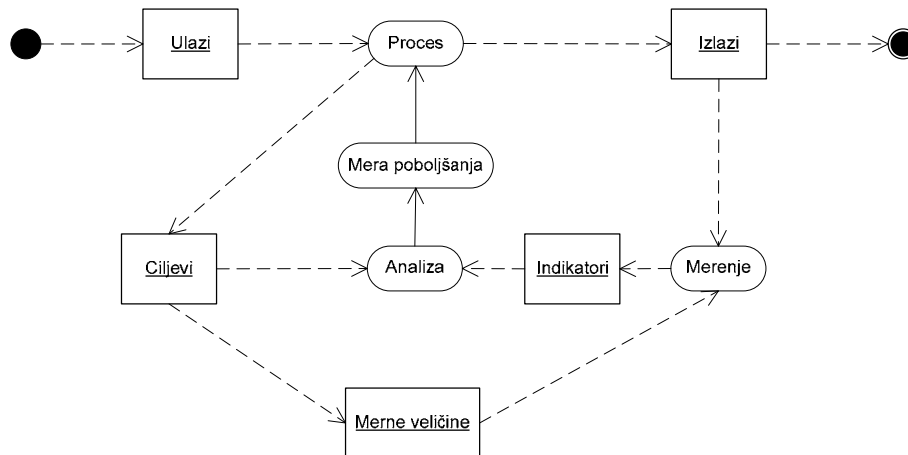 Ulazi
Proces
Izlazi
Mera poboljšanja
Ciljevi
Analiza
Indikatori
Merenje
Merne veličine